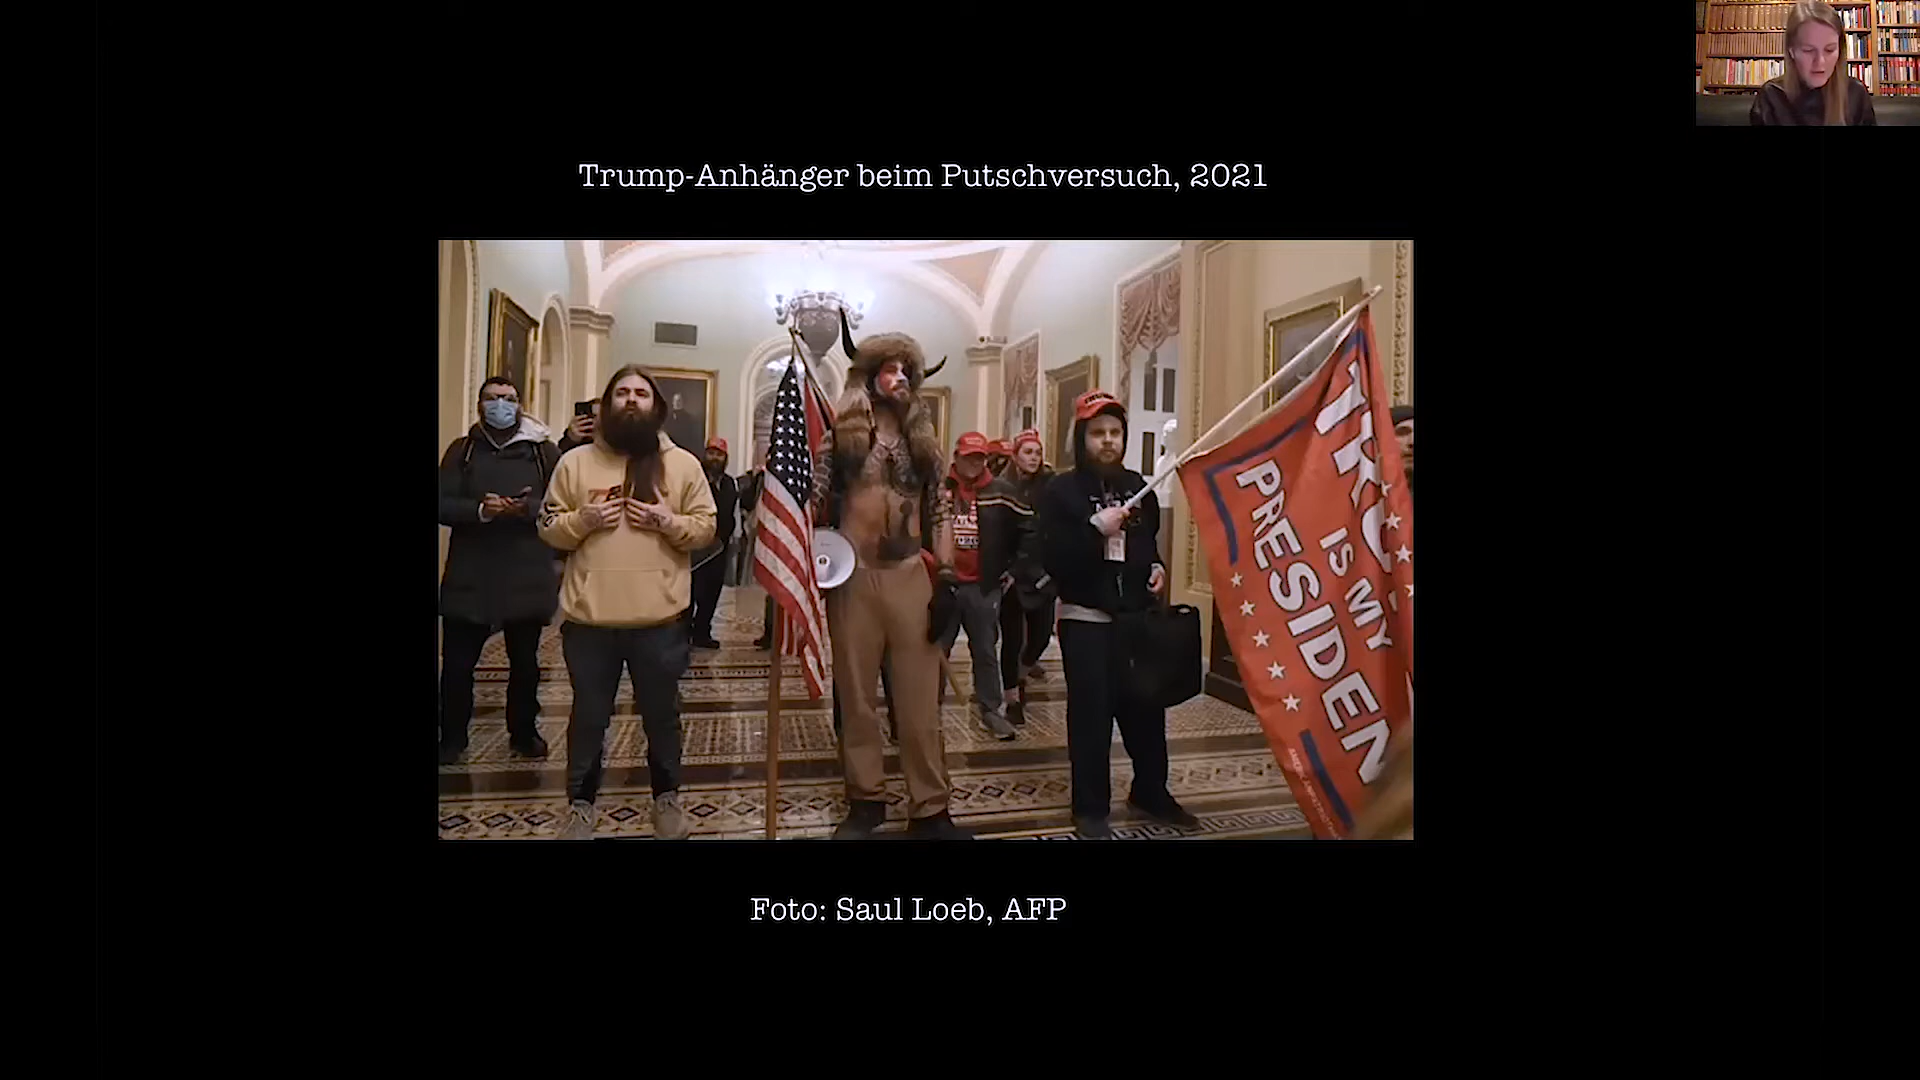 Trump-Anhänger beim Putschversuch, 2021
IS MY
PRESIDEN
Foto: Saul Loeb, AFP